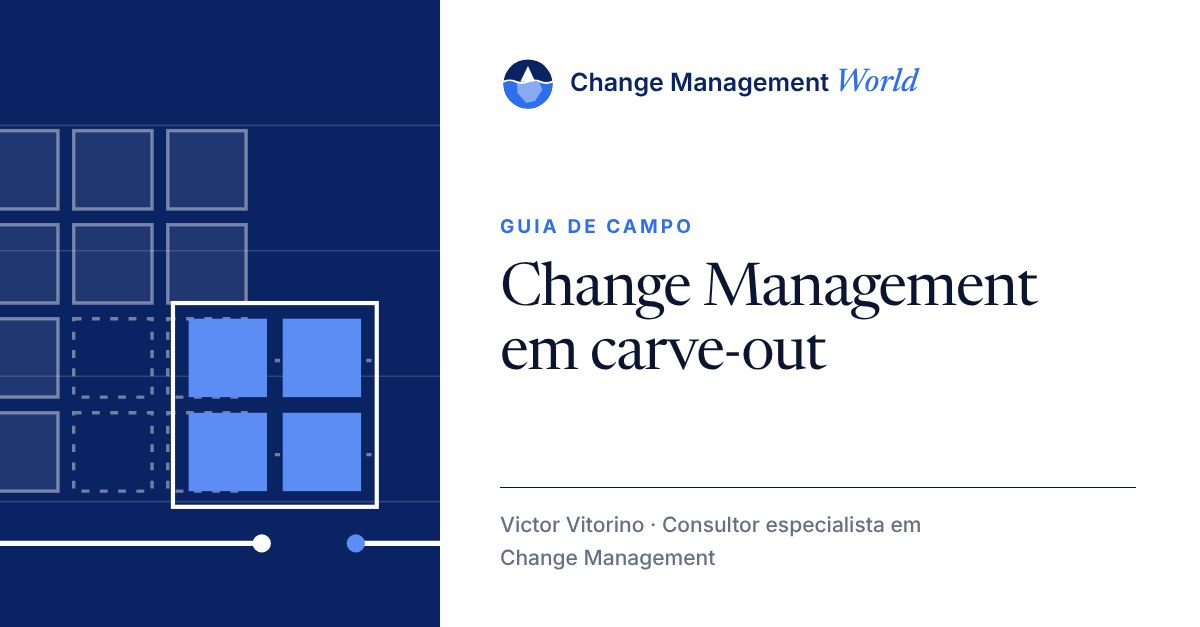 Change Management World
GUIA DE CAMPO
Change Management
em carve-out
Victor Vitorino · Consultor especialista em
Change Management